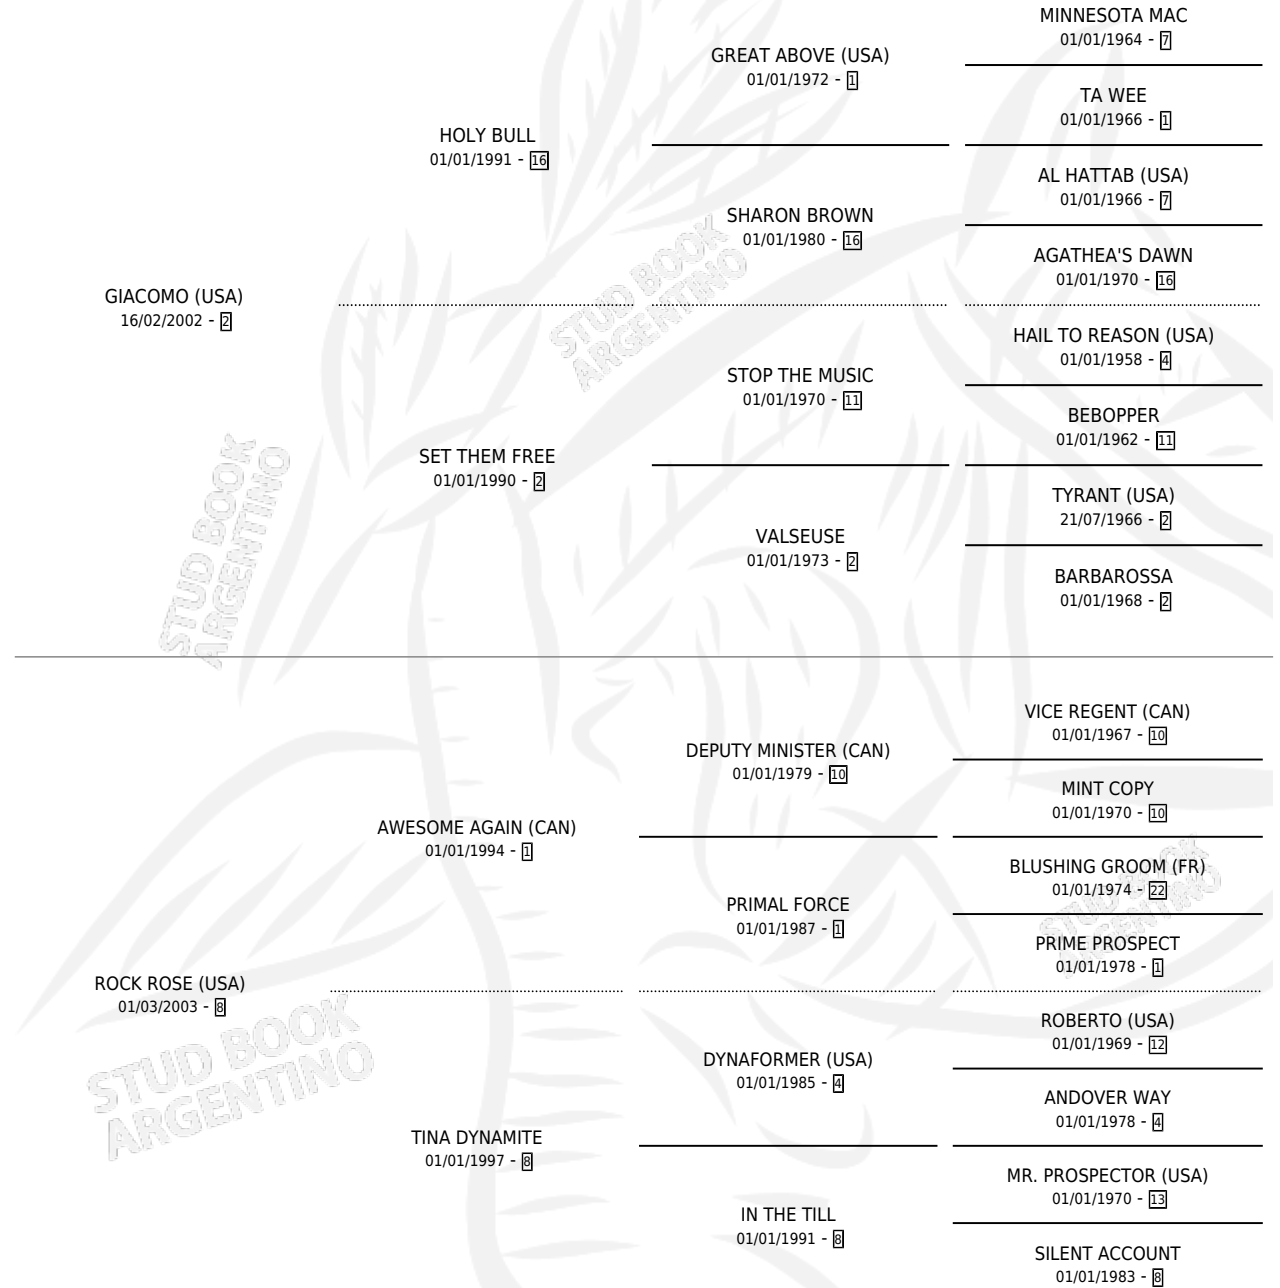 MINNESOTA MAC
01/01/1964 - 7
GREAT ABOVE (USA)
01/01/1972 - 1
TA WEE
01/01/1966 - 1
HOLY BULL
01/01/1991 - 16
AL HATTAB (USA)
01/01/1966 - 7
SHARON BROWN
01/01/1980 - 16
AGATHEA'S DAWN
01/01/1970 - 16
GIACOMO (USA)
16/02/2002 - 2
STUD BOOK
ARGENTINO
HAIL TO REASON (USA)
01/01/1958 - 4
STOP THE MUSIC
01/01/1970 - 11
BEBOPPER
01/01/1962 - 11
SET THEM FREE
01/01/1990 - 2
TYRANT (USA)
21/07/1966 - 2
VALSEUSE
01/01/1973 - 2
BARBAROSSA
01/01/1968 - 2
STUD BOOK
ARGENTINO
VICE REGENT (CAN)
01/01/1967 - 10
DEPUTY MINISTER (CAN)
01/01/1979 - 10
MINT COPY
01/01/1970 - 10
AWESOME AGAIN (CAN)
01/01/1994 - 1
BLUSHING GROOM (FR)
01/01/1974 - 22
STUD BOOK
ARGENTINO
PRIMAL FORCE
01/01/1987 - 1
PRIME PROSPECT
01/01/1978 - 1
ROCK ROSE (USA)
01/03/2003 - 8
STUD BOOK
ARGENTINO
ROBERTO (USA)
01/01/1969 - 12
DYNAFORMER (USA)
01/01/1985 - 4
ANDOVER WAY
01/01/1978 - 4
TINA DYNAMITE
01/01/1997 - 8
MR. PROSPECTOR (USA)
01/01/1970 - 13
IN THE TILL
01/01/1991 - 8
SILENT ACCOUNT
01/01/1983 - 8